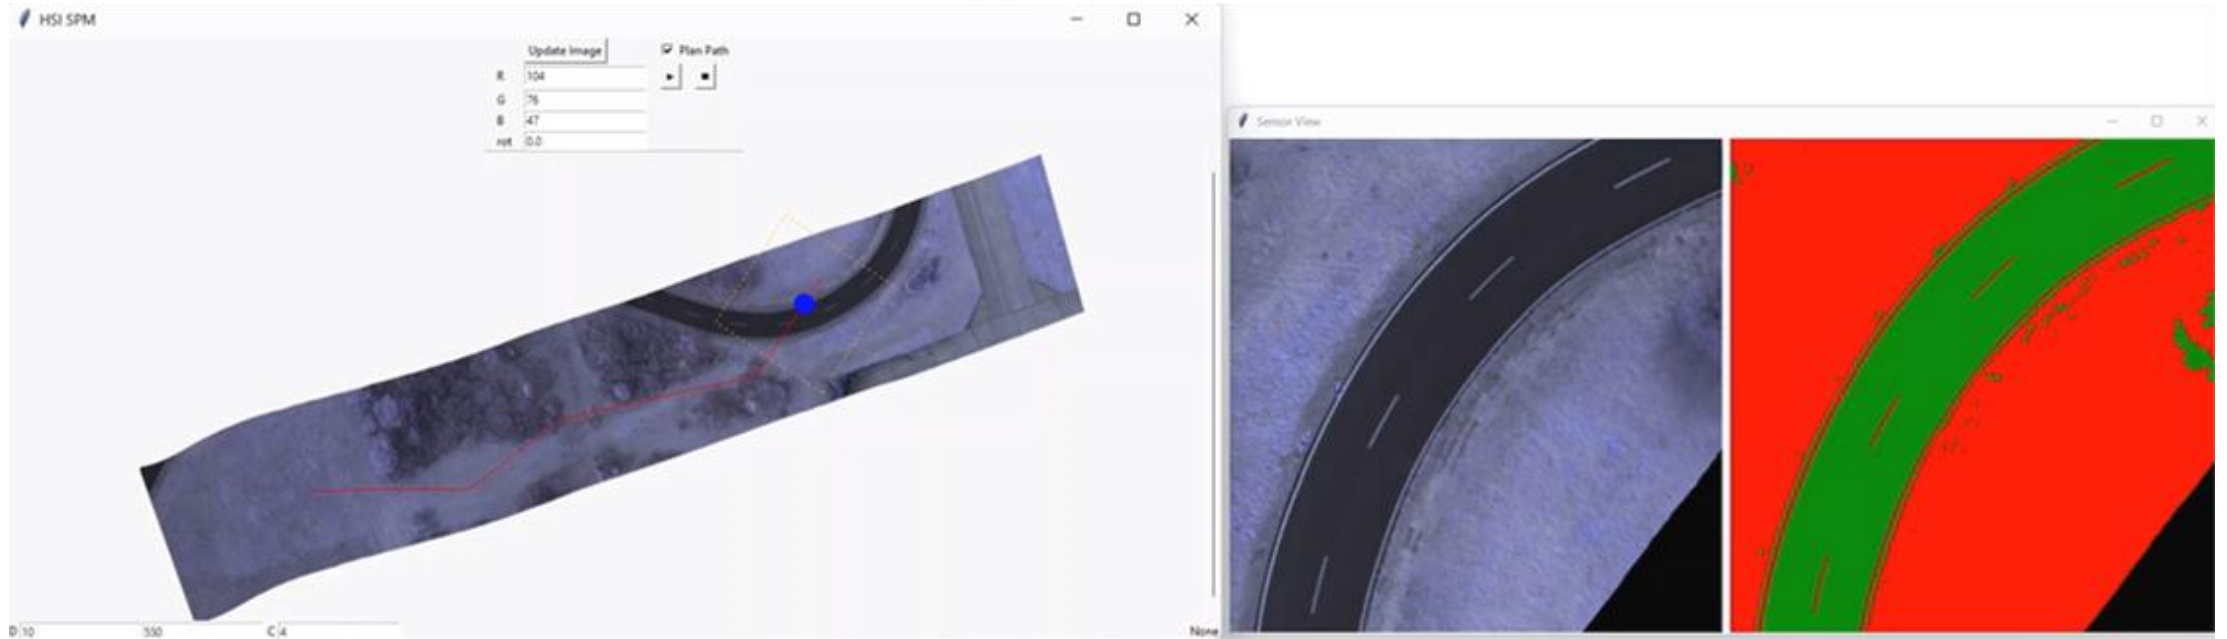 HSI SPM
Update Image
Plan Path
R 104
G 76
B 47
rot 0.0
Sensor View
10
550
C 4
None